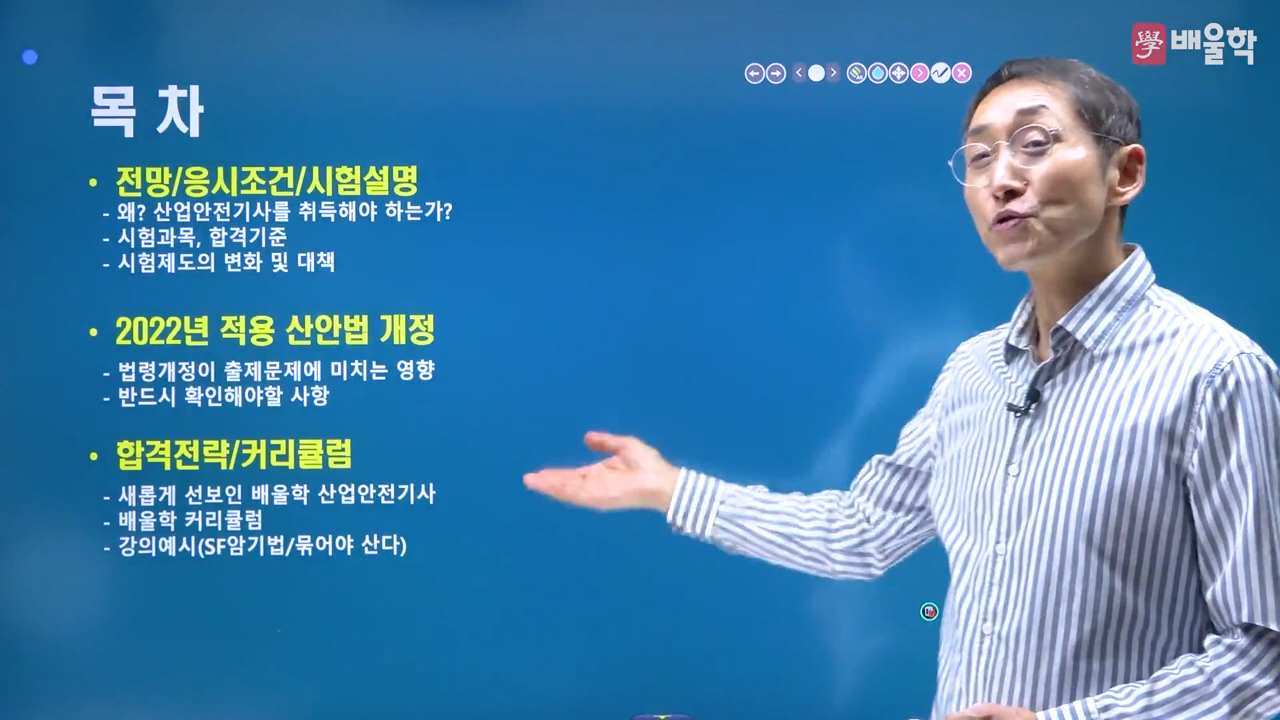 學 배울학
목 차
• 전망/응시조건/시험설명
- 왜? 산업안전기사를 취득해야 하는가?
- 시험과목, 합격기준
- 시험제도의 변화 및 대책
• 2022년 적용 산안법 개정
- 법령개정이 출제문제에 미치는 영향
- 반드시 확인해야할 사항
• 합격전략/커리큘럼
- 새롭게 선보인 배울학 산업안전기사
- 배울학 커리큘럼
- 강의예시(SF암기법/묶어야 산다)